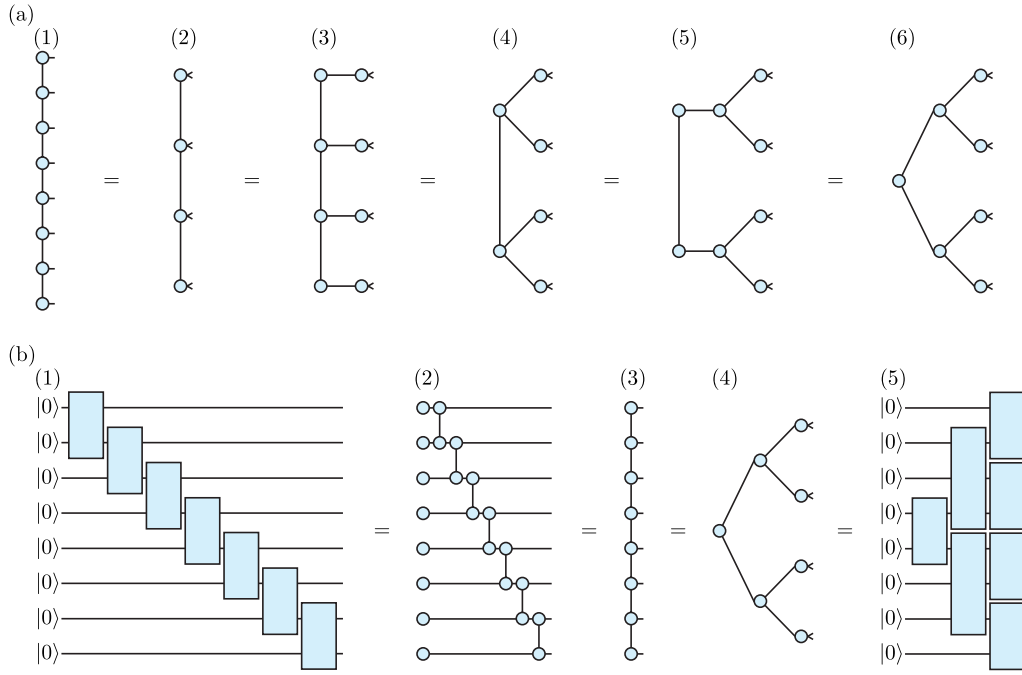 (a)
(1) (2) (3) (4) (5) (6)
= = = = =
(b)
(1) (2) (3) (4) (5)
|0⟩ |0⟩
|0⟩ |0⟩
|0⟩ |0⟩
|0⟩ |0⟩
= = = =
|0⟩ |0⟩
|0⟩ |0⟩
|0⟩ |0⟩
|0⟩ |0⟩